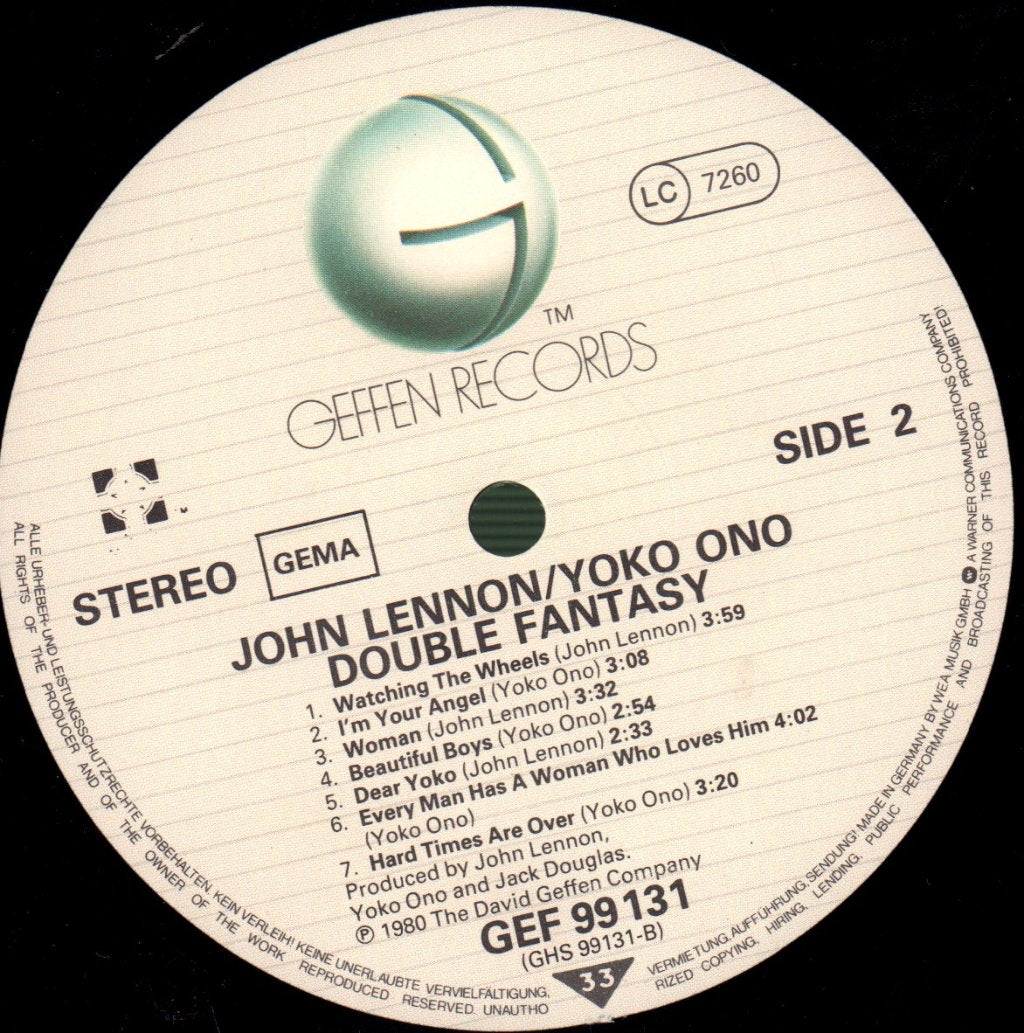 LC 7260
TM
GEFFEN RECORDS
SIDE 2
STEREO
GEMA
JOHN LENNON/YOKO ONO
DOUBLE FANTASY
1. Watching The Wheels (John Lennon) 3:59
2. I'm Your Angel (Yoko Ono) 3:08
3. Woman (John Lennon) 3:32
4. Beautiful Boys (Yoko Ono) 2:54
5. Dear Yoko (John Lennon) 2:33
6. Every Man Has A Woman Who Loves Him 4:02
(Yoko Ono)
7. Hard Times Are Over (Yoko Ono) 3:20
Produced by John Lennon,
Yoko Ono and Jack Douglas.
℗ 1980 The David Geffen Company
GEF 99 131
(GHS 99131-B)
33
ALLE URHEBER- UND LEISTUNGSSCHUTZRECHTE VORBEHALTEN. KEIN VERLEIH! KEINE UNERLAUBTE VERVIELFÄLTIGUNG,
VERMIETUNG, AUFFÜHRUNG, SENDUNG! MADE IN GERMANY BY WEA MUSIK GMBH A WARNER COMMUNICATIONS COMPANY
ALL RIGHTS OF THE PRODUCER AND OF THE OWNER OF THE WORK REPRODUCED RESERVED. UNAUTHO
RIZED COPYING, HIRING, LENDING, PUBLIC PERFORMANCE AND BROADCASTING OF THIS RECORD PROHIBITED!